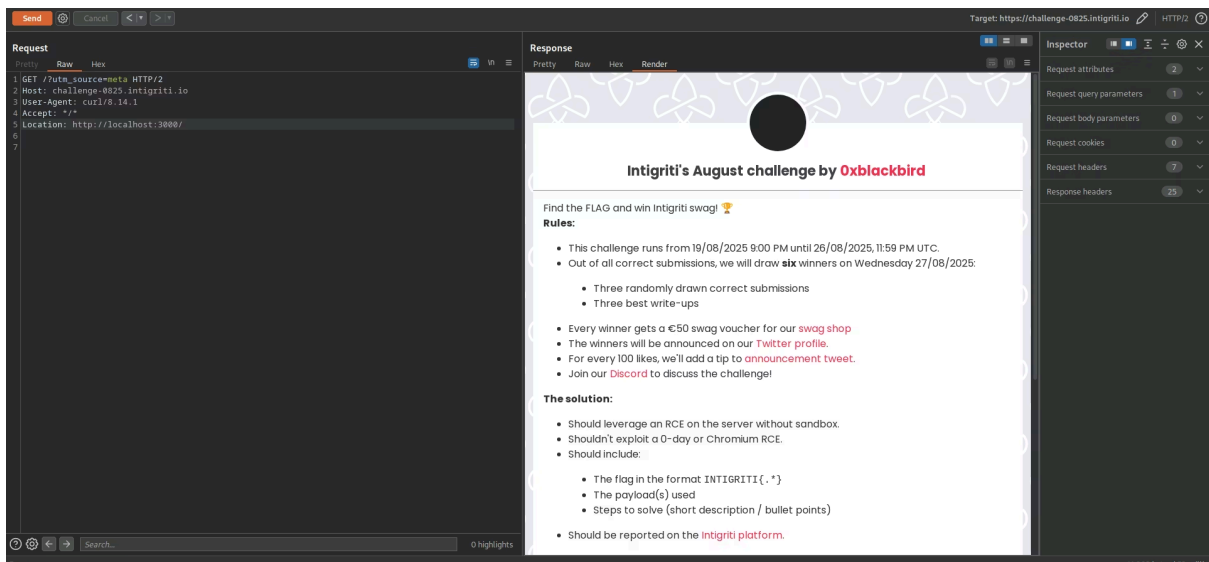 Send Cancel < > Target: https://challenge-0825.intigriti.io HTTP/2
Request
Pretty Raw Hex
1 GET /?utm_source=meta HTTP/2
2 Host: challenge-0825.intigriti.io
3 User-Agent: curl/8.14.1
4 Accept: "/"
5 Location: http://localhost:3000/
6
7
Search...
0 highlights
Response
Pretty Raw Hex Render
Intigriti's August challenge by 0xblackbird
Find the FLAG and win Intigriti swag! 🏆
Rules:
• This challenge runs from 19/08/2025 9:00 PM until 26/08/2025, 11:59 PM UTC.
• Out of all correct submissions, we will draw six winners on Wednesday 27/08/2025:
• Three randomly drawn correct submissions
• Three best write-ups
• Every winner gets a €50 swag voucher for our swag shop
• The winners will be announced on our Twitter profile.
• For every 100 likes, we'll add a tip to announcement tweet.
• Join our Discord to discuss the challenge!
The solution:
• Should leverage an RCE on the server without sandbox.
• Shouldn't exploit a 0-day or Chromium RCE.
• Should include:
• The flag in the format INTIGRITI{.*}
• The payload(s) used
• Steps to solve (short description / bullet points)
• Should be reported on the Intigriti platform.
Inspector
Request attributes 2
Request query parameters 1
Request body parameters 0
Request cookies 0
Request headers 7
Response headers 25